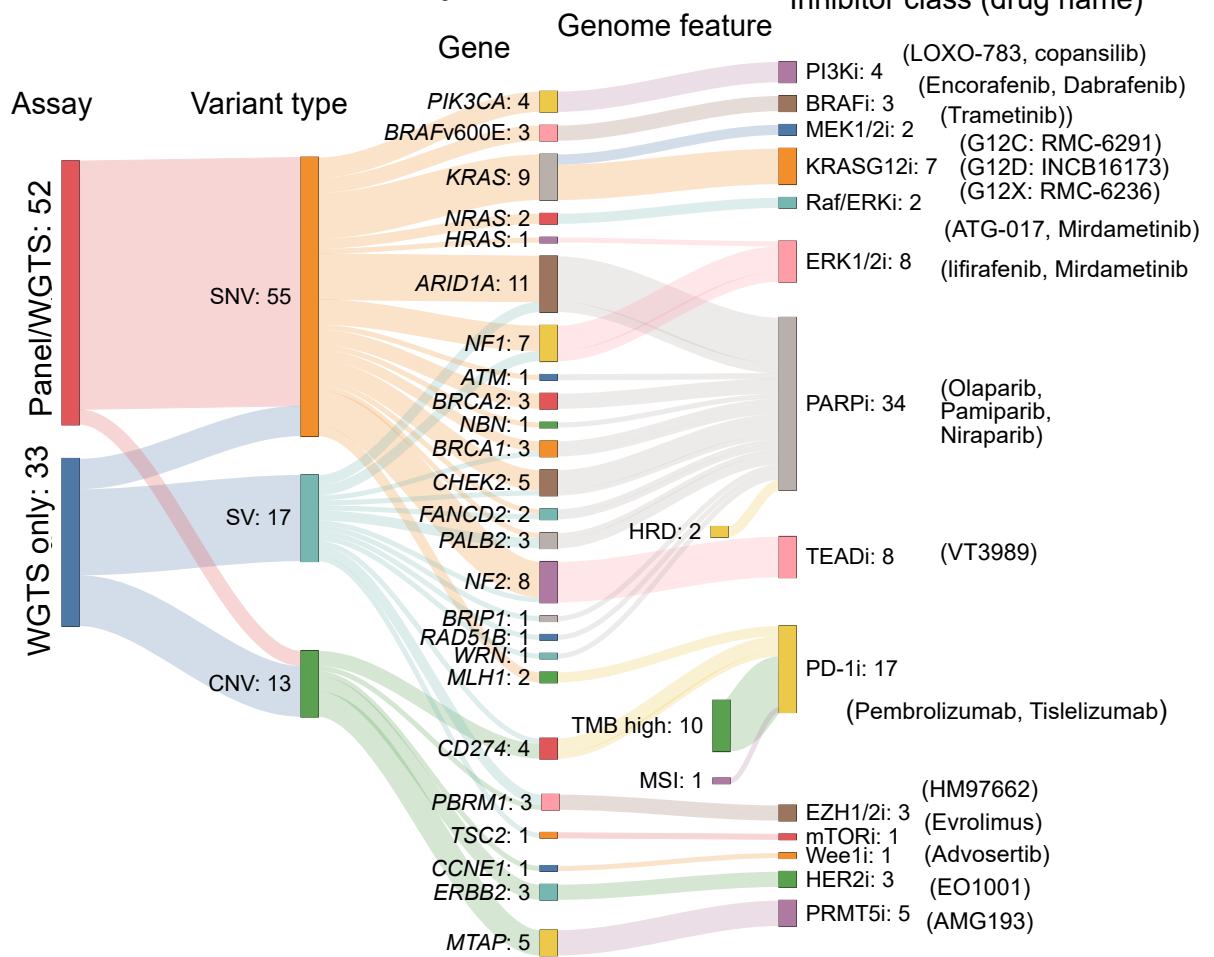 Inhibitor class (drug name)
Genome feature
Gene
Assay
Variant type
Panel/WGTS: 52
WGTS only: 33
SNV: 55
SV: 17
CNV: 13
PIK3CA: 4
BRAFv600E: 3
KRAS: 9
NRAS: 2
HRAS: 1
ARID1A: 11
NF1: 7
ATM: 1
BRCA2: 3
NBN: 1
BRCA1: 3
CHEK2: 5
FANCD2: 2
PALB2: 3
NF2: 8
BRIP1: 1
RAD51B: 1
WRN: 1
MLH1: 2
CD274: 4
PBRM1: 3
TSC2: 1
CCNE1: 1
ERBB2: 3
MTAP: 5
HRD: 2
TMB high: 10
MSI: 1
PI3Ki: 4
(LOXO-783, copansilib)
BRAFi: 3
(Encorafenib, Dabrafenib)
MEK1/2i: 2
(Trametinib))
KRASG12i: 7
(G12C: RMC-6291)
(G12D: INCB16173)
(G12X: RMC-6236)
Raf/ERKi: 2
(ATG-017, Mirdametinib)
ERK1/2i: 8
(lifirafenib, Mirdametinib
PARPi: 34
(Olaparib,
Pamiparib,
Niraparib)
TEADi: 8
(VT3989)
PD-1i: 17
(Pembrolizumab, Tislelizumab)
EZH1/2i: 3
(HM97662)
mTORi: 1
(Evrolimus)
Wee1i: 1
(Advosertib)
HER2i: 3
(EO1001)
PRMT5i: 5
(AMG193)